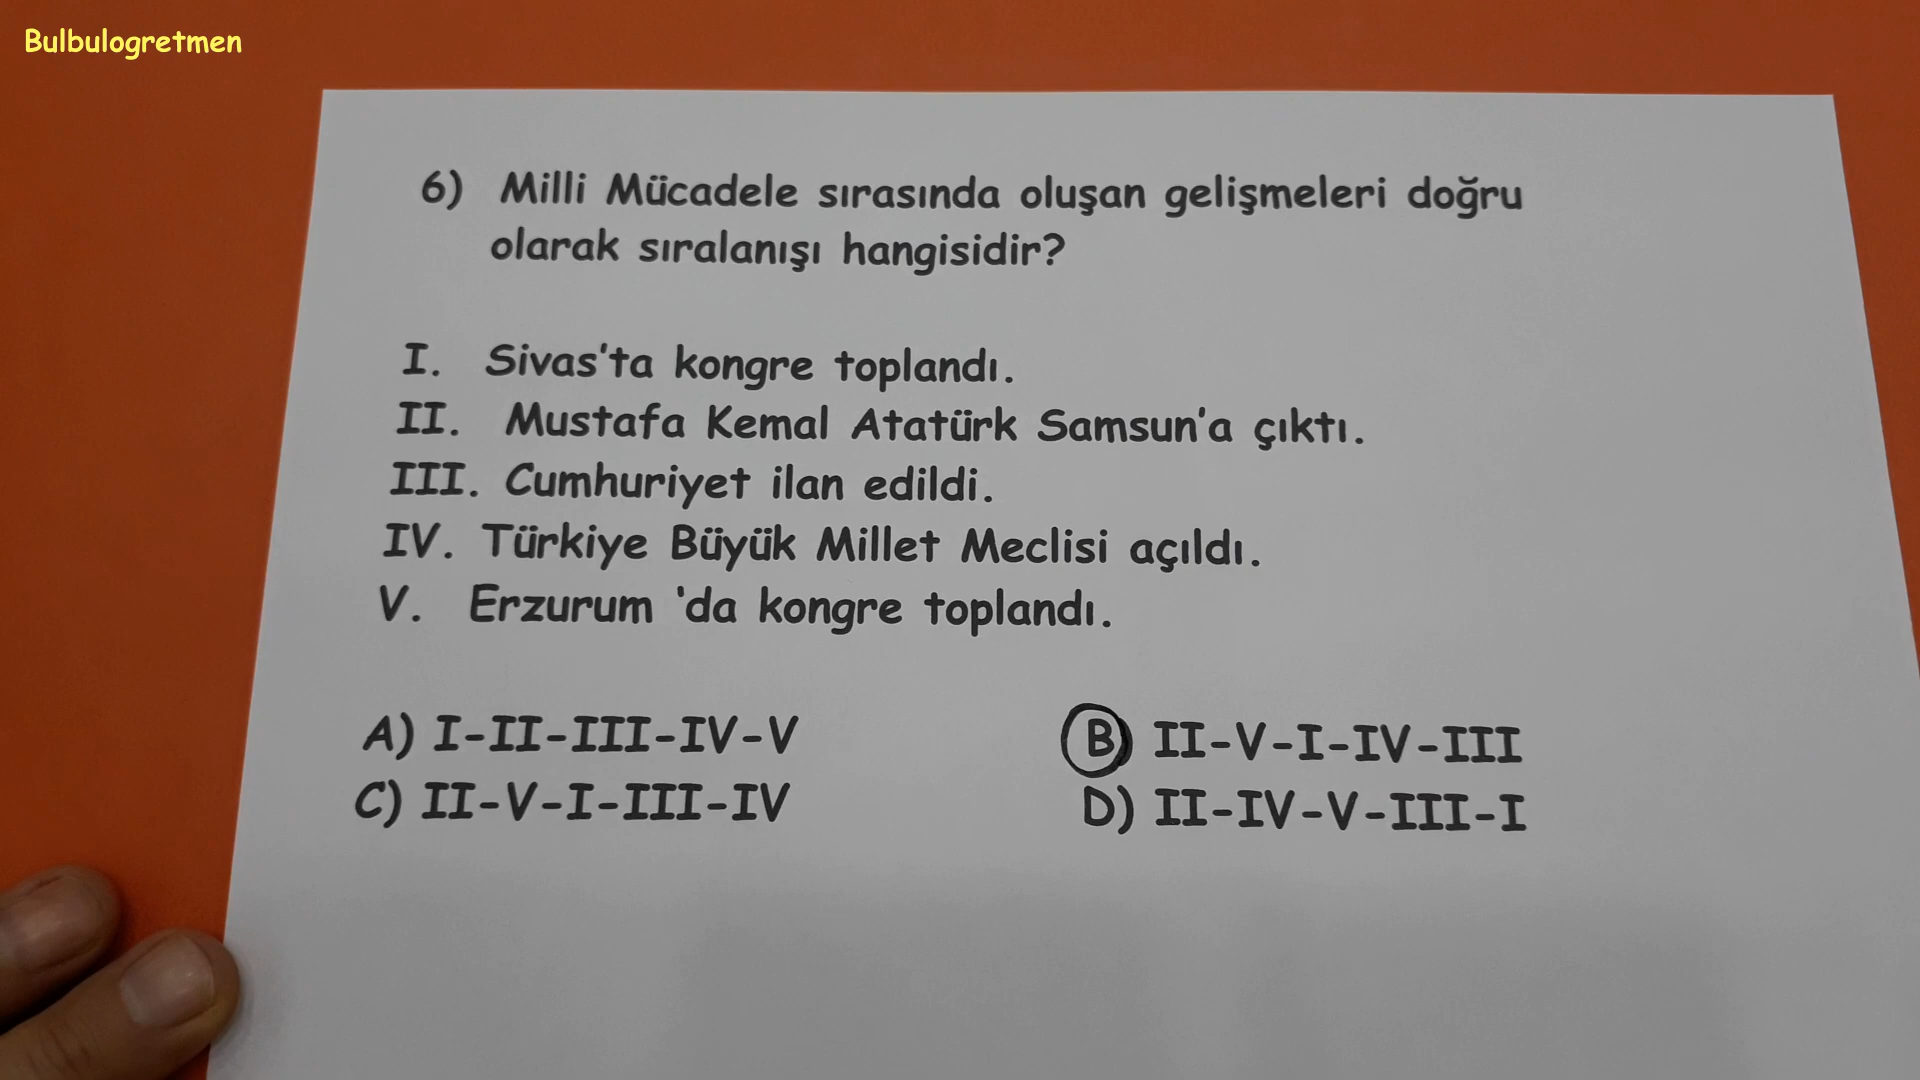 Bulbulogretmen
6) Milli Mücadele sırasında oluşan gelişmeleri doğru
olarak sıralanışı hangisidir?
I. Sivas'ta kongre toplandı.
II. Mustafa Kemal Atatürk Samsun'a çıktı.
III. Cumhuriyet ilan edildi.
IV. Türkiye Büyük Millet Meclisi açıldı.
V. Erzurum 'da kongre toplandı.
A) I-II-III-IV-V
B) II-V-I-IV-III
C) II-V-I-III-IV
D) II-IV-V-III-I